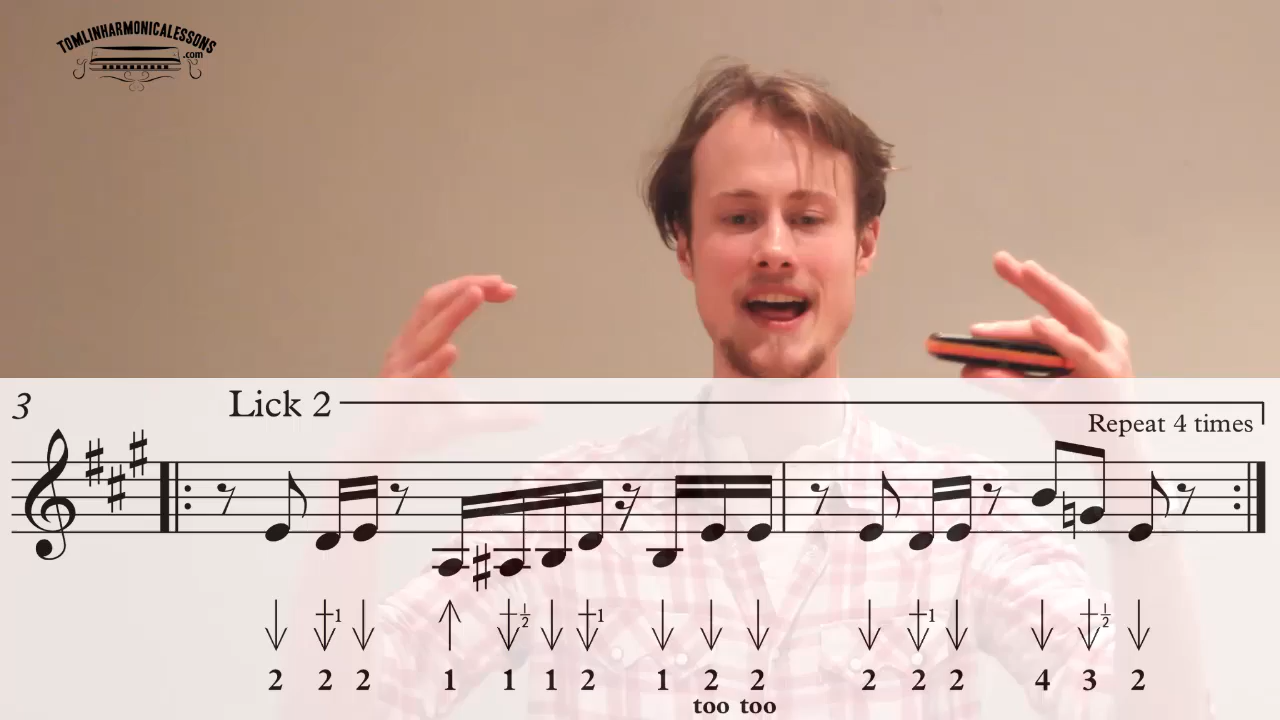 TOMLINHARMONICALESSONS
.com
3
Lick 2
Repeat 4 times
1 1/2 1 1 1/2
2 2 2 1 1 1 2 1 2 2 2 2 2 4 3 2
too too